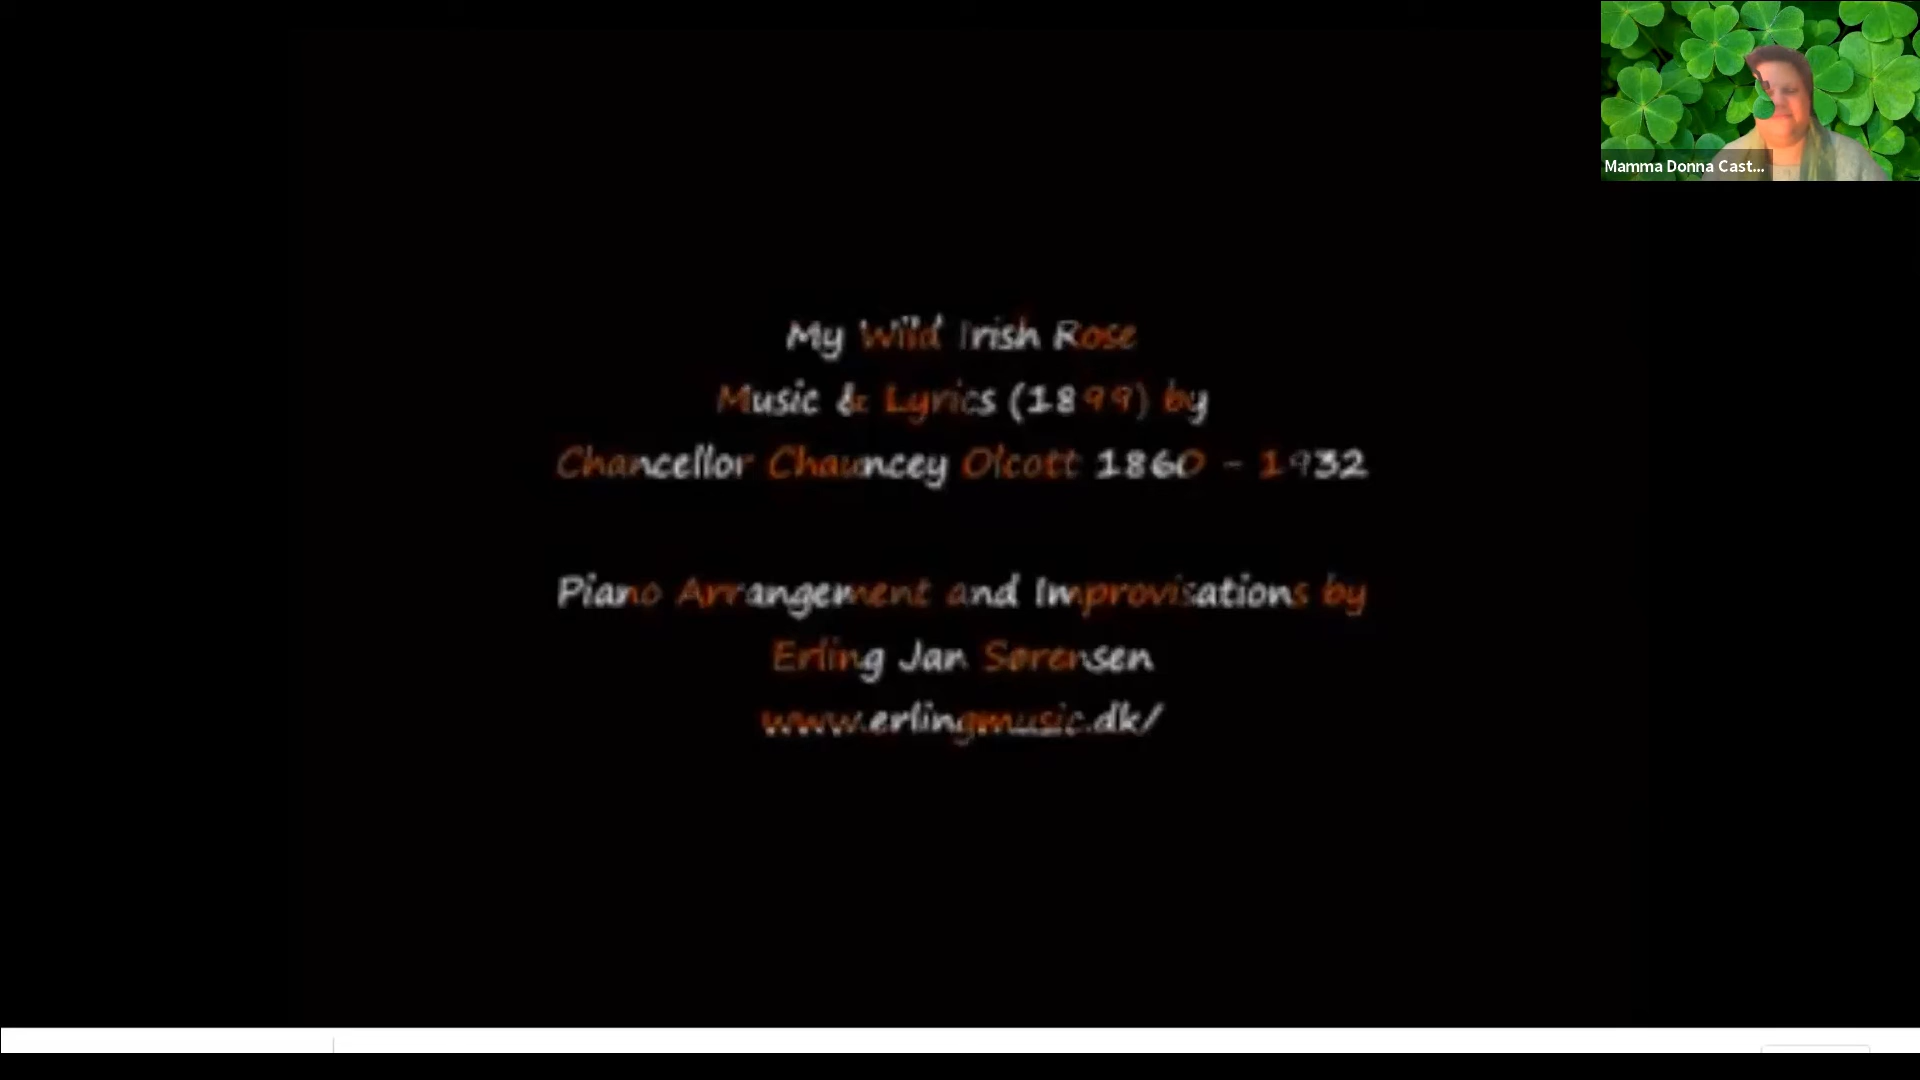 My Wild Irish Rose
Music & Lyrics (1899) by
Chancellor Chauncey Olcott 1860 - 1932
Piano Arrangement and Improvisations by
Erling Jan Sørensen
www.erlingmusic.dk/
Mamma Donna Cast...